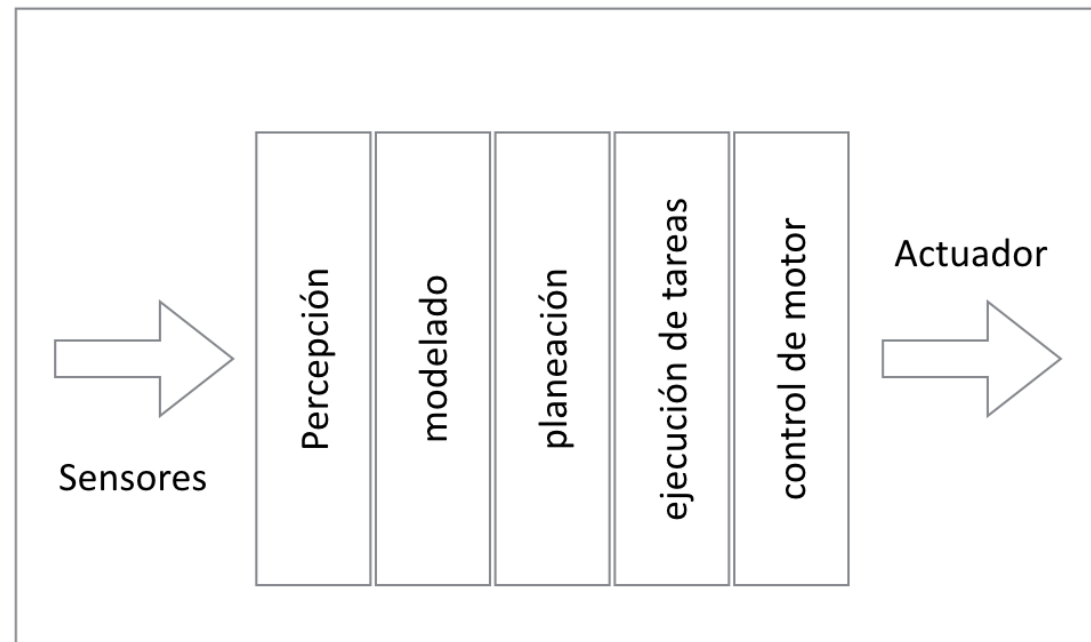 Sensores
Percepción
modelado
planeación
ejecución de tareas
control de motor
Actuador